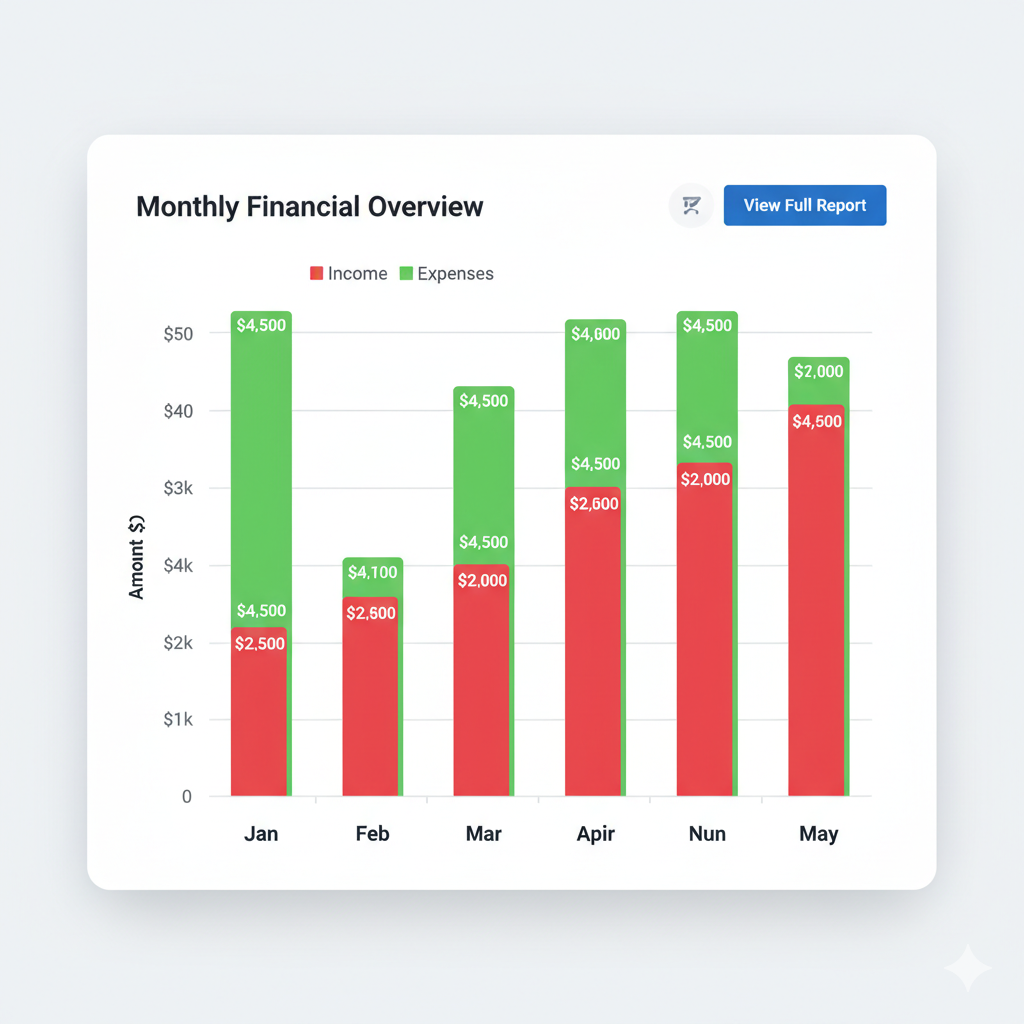 Monthly Financial Overview
View Full Report
Income Expenses
$50
$40
$3k
$4k
$2k
$1k
0
Amount $)
$4,500
$4,500
$2,500
$4,100
$2,600
$4,500
$4,500
$2,000
$4,600
$4,500
$2,600
$4,500
$4,500
$2,000
$2,000
$4,500
Jan Feb Mar Apir Nun May